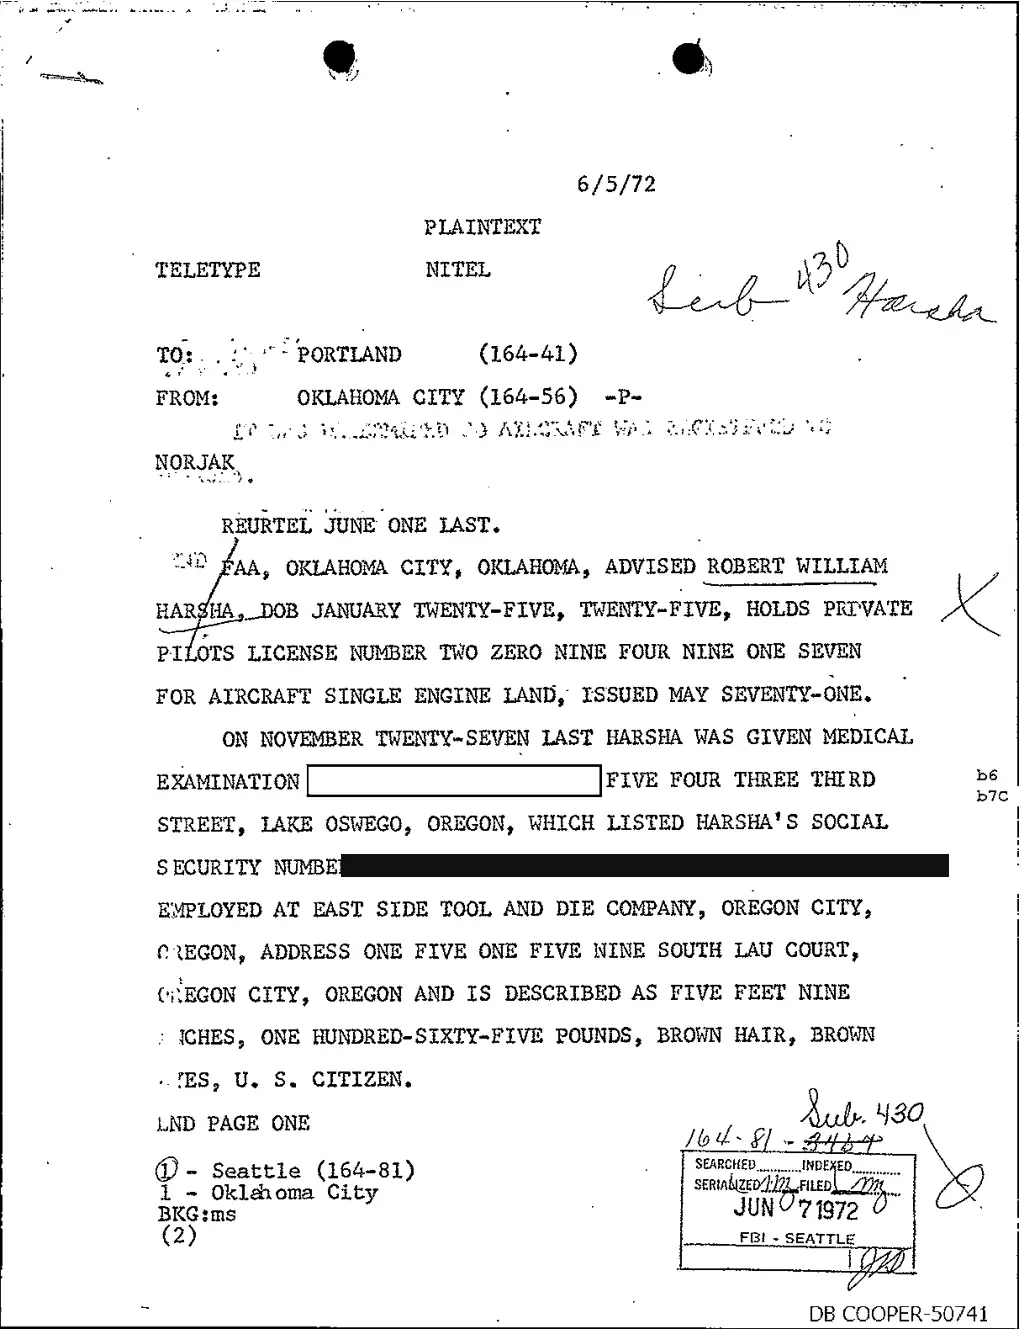 6/5/72
PLAINTEXT
TELETYPE NITEL
Sub 430 Harsha
TO: PORTLAND (164-41)
FROM: OKLAHOMA CITY (164-56) -P-
NORJAK
REURTEL JUNE ONE LAST.
FAA, OKLAHOMA CITY, OKLAHOMA, ADVISED ROBERT WILLIAM
HARSHA, DOB JANUARY TWENTY-FIVE, TWENTY-FIVE, HOLDS PRIVATE
PILOTS LICENSE NUMBER TWO ZERO NINE FOUR NINE ONE SEVEN
FOR AIRCRAFT SINGLE ENGINE LAND, ISSUED MAY SEVENTY-ONE.
ON NOVEMBER TWENTY-SEVEN LAST HARSHA WAS GIVEN MEDICAL
EXAMINATION FIVE FOUR THREE THIRD
b6
b7C
STREET, LAKE OSWEGO, OREGON, WHICH LISTED HARSHA'S SOCIAL
SECURITY NUMBE
EMPLOYED AT EAST SIDE TOOL AND DIE COMPANY, OREGON CITY,
OREGON, ADDRESS ONE FIVE ONE FIVE NINE SOUTH LAU COURT,
OREGON CITY, OREGON AND IS DESCRIBED AS FIVE FEET NINE
INCHES, ONE HUNDRED-SIXTY-FIVE POUNDS, BROWN HAIR, BROWN
EYES, U. S. CITIZEN.
END PAGE ONE
Sub. 430
164-81-3464
1 - Seattle (164-81)
1 - Oklahoma City
BKG:ms
(2)
SEARCHED INDEXED
SERIALIZED FILED
JUN 07 1972
FBI - SEATTLE
DB COOPER-50741